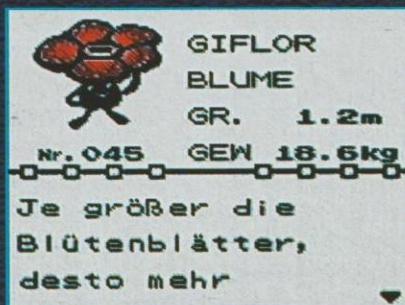 GIFLOR
BLUME
GR. 1.2m
Nr. 045 GEW 18.6kg
Je größer die
Blütenblätter,
desto mehr